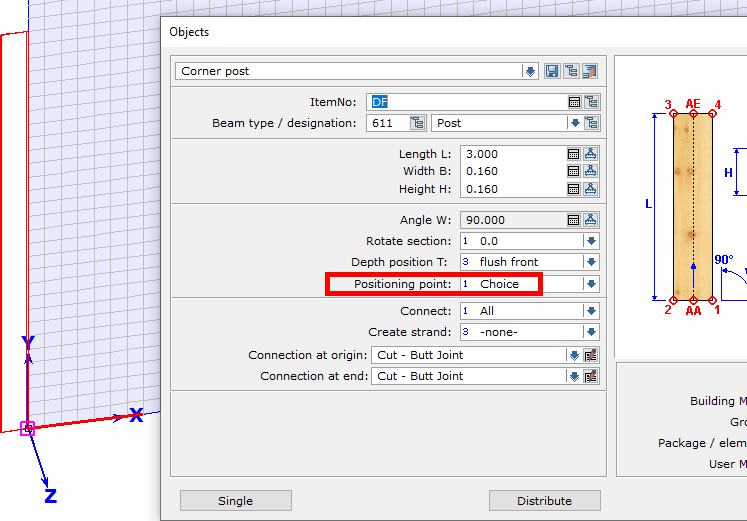 Objects
Corner post
ItemNo: DF
Beam type / designation: 611 Post
Length L: 3.000
Width B: 0.160
Height H: 0.160
Angle W: 90.000
Rotate section: 1 0.0
Depth position T: 3 flush front
Positioning point: 1 Choice
Connect: 1 All
Create strand: 3 -none-
Connection at origin: Cut - Butt Joint
Connection at end: Cut - Butt Joint
Single Distribute
3 AE 4
H
L
90°
2 AA 1
Building M
Gro
Package / elem
User M
Y
X
Z